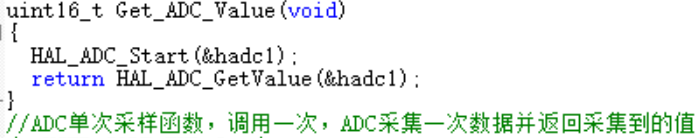 uint16_t Get_ADC_Value(void)
{
HAL_ADC_Start(&hadc1);
return HAL_ADC_GetValue(&hadc1);
}
//ADC单次采样函数，调用一次，ADC采集一次数据并返回采集到的值